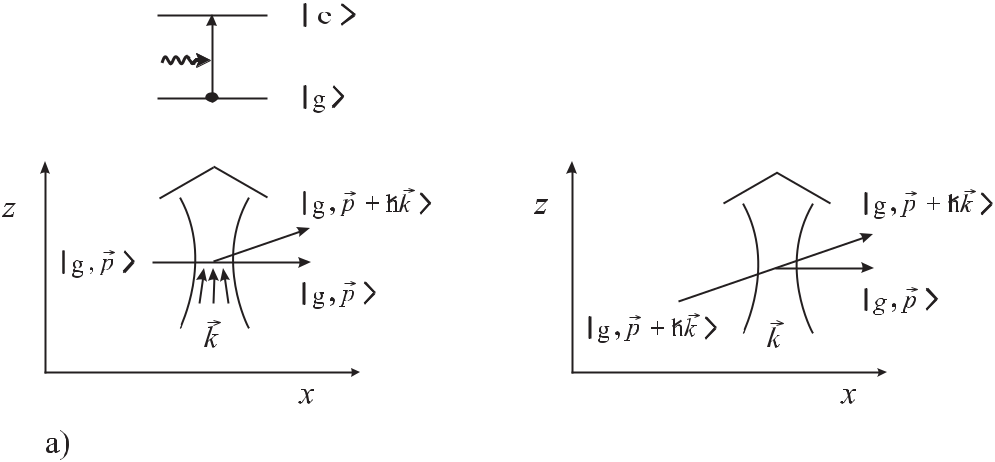 |e⟩
|g⟩
z
|g, p⃗ + ħk⃗⟩
|g, p⃗⟩
|g, p⃗⟩
k⃗
x
z
|g, p⃗ + ħk⃗⟩
|g, p⃗⟩
|g, p⃗ + ħk⃗⟩
k⃗
x
a)